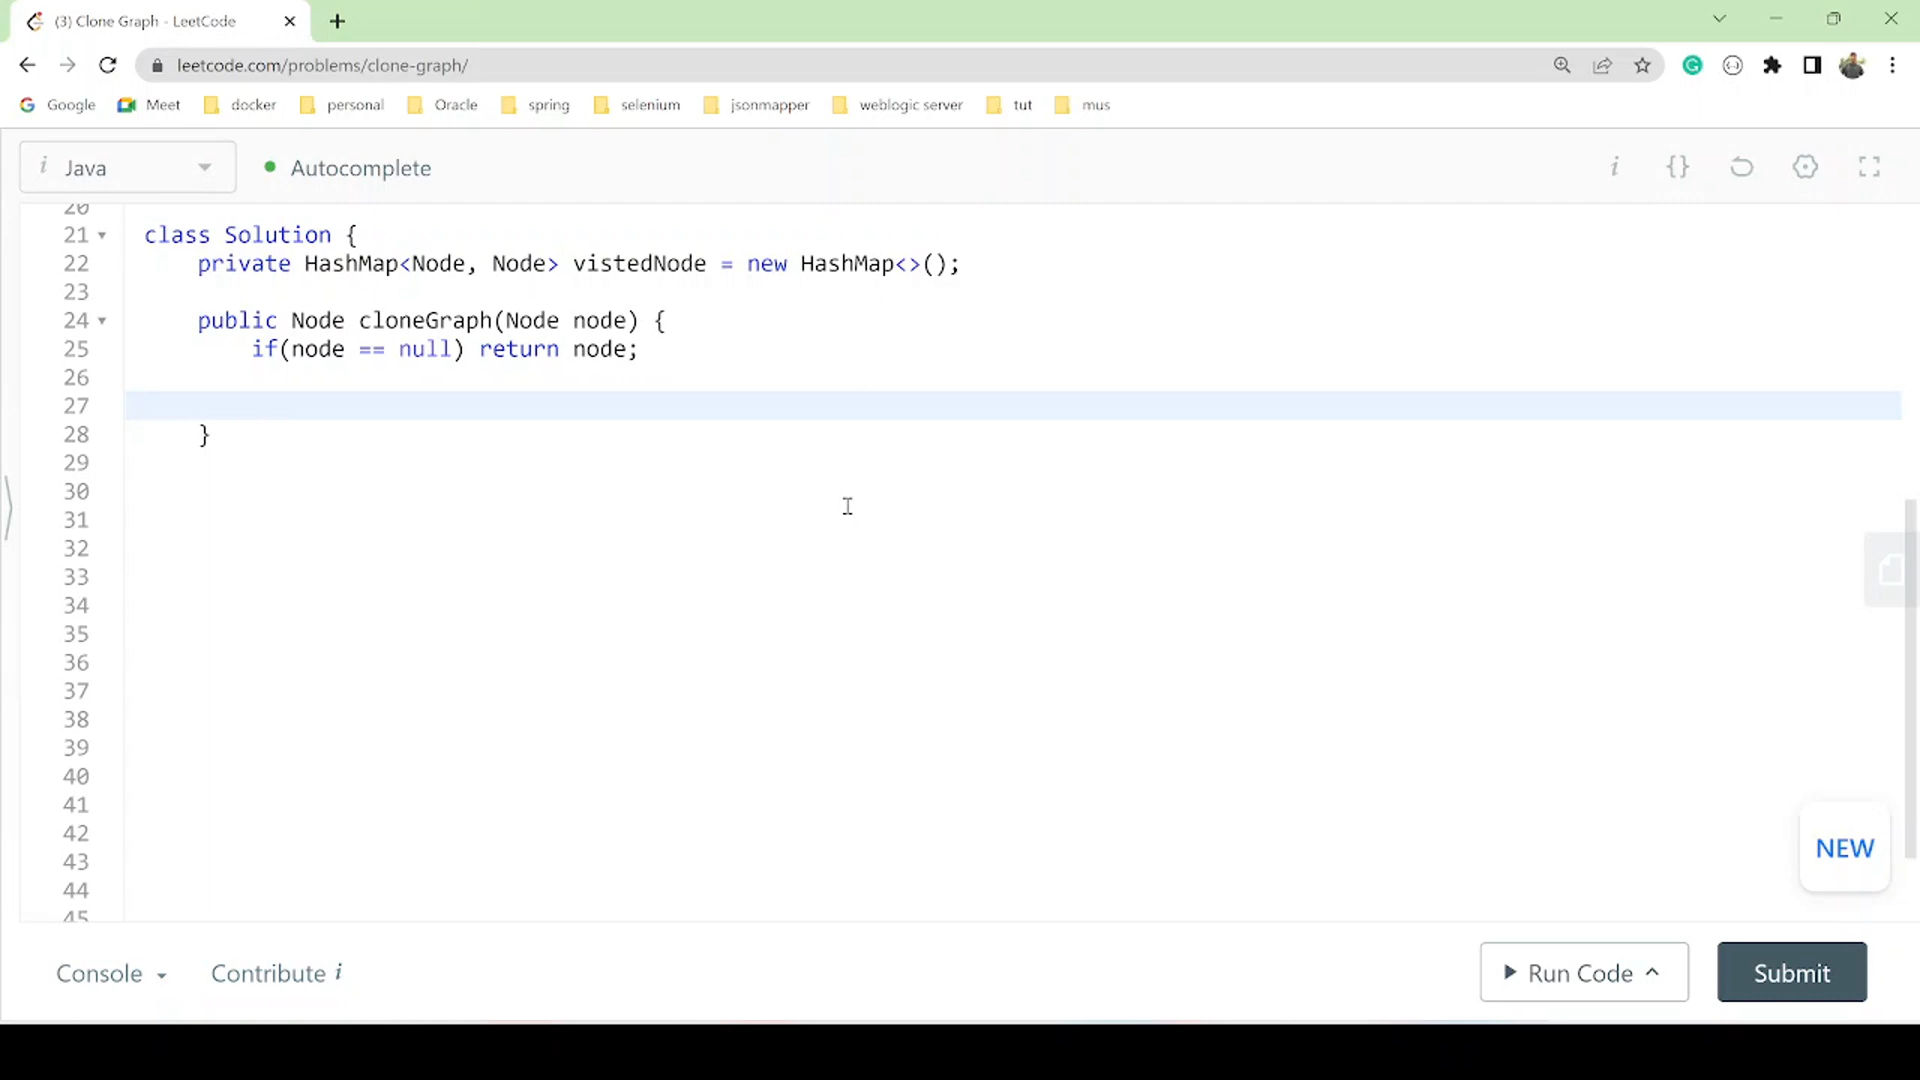 (3) Clone Graph - LeetCode
leetcode.com/problems/clone-graph/
Google Meet docker personal Oracle spring selenium jsonmapper weblogic server tut mus
i Java Autocomplete i {}
20
21 class Solution {
22     private HashMap<Node, Node> vistedNode = new HashMap<>();
23
24     public Node cloneGraph(Node node) {
25         if(node == null) return node;
26
27
28     }
29
30
31
32
33
34
35
36
37
38
39
40
41
42
43
44
45
NEW
Console Contribute i Run Code Submit